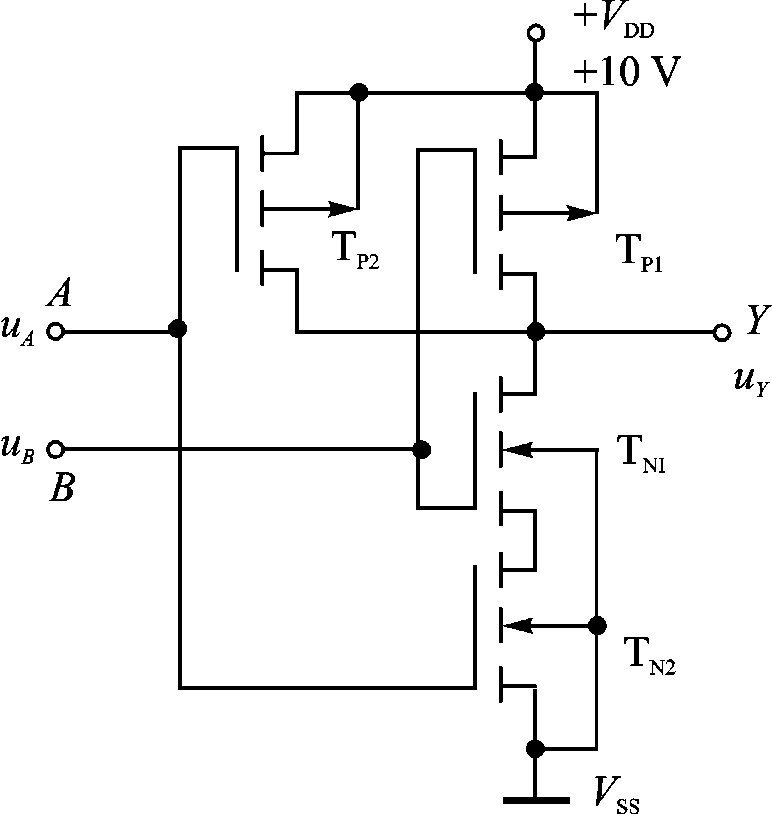 +V_DD
+10 V
T_P2
T_P1
A
u_A
Y
u_Y
u_B
B
T_N1
T_N2
V_SS